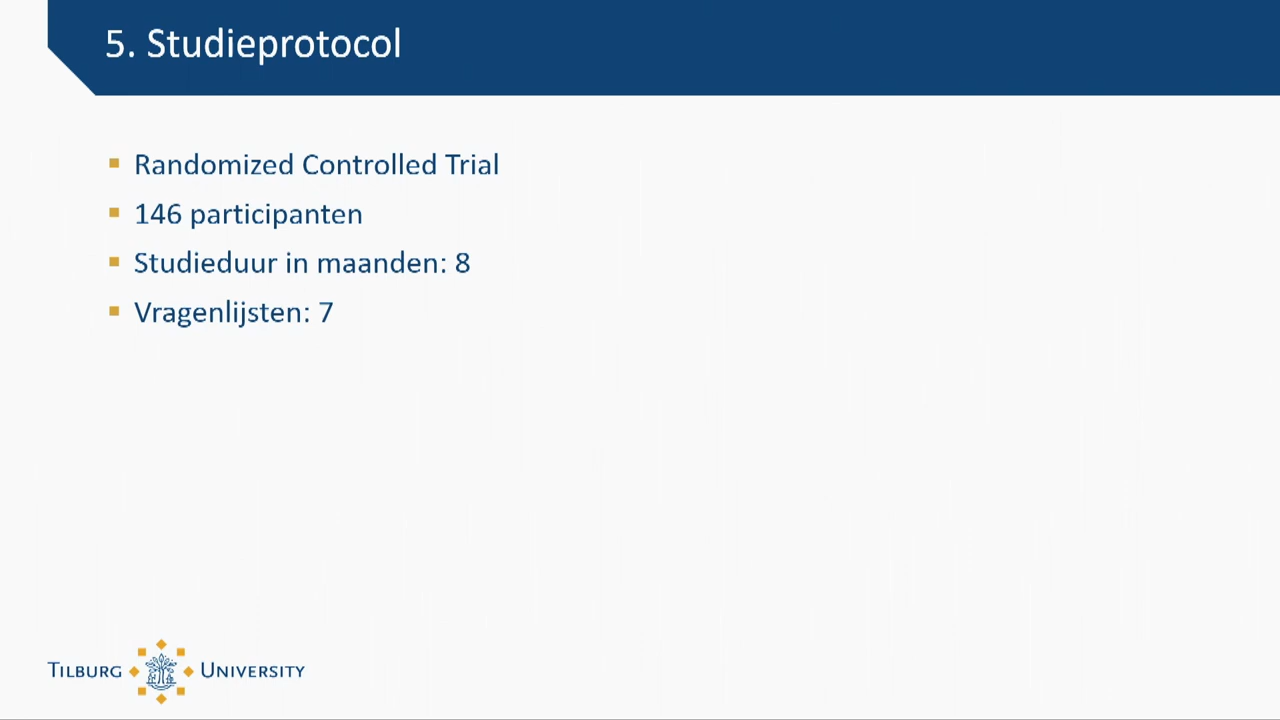 5. Studieprotocol
Randomized Controlled Trial
146 participanten
Studieduur in maanden: 8
Vragenlijsten: 7
TILBURG UNIVERSITY